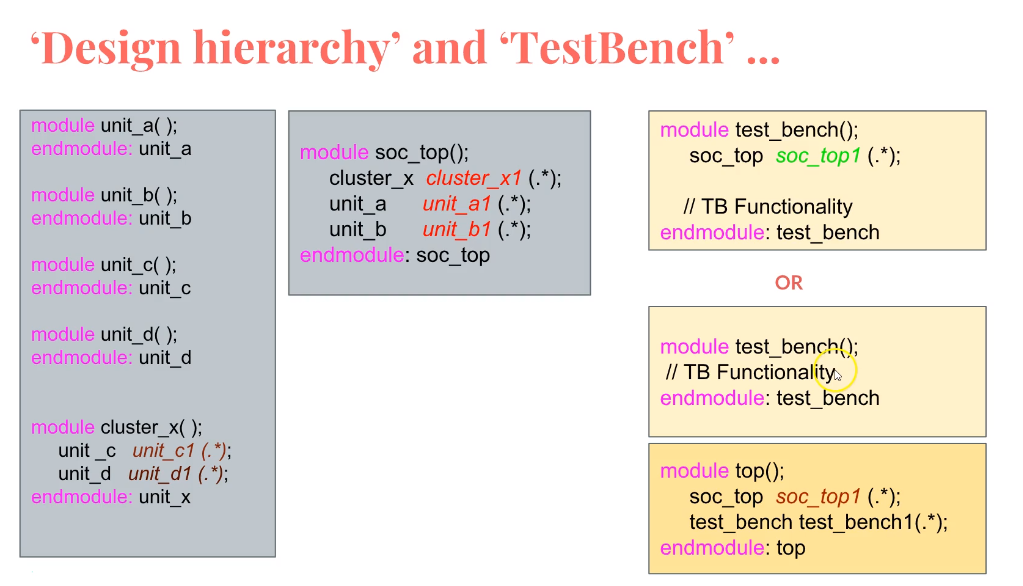 ‘Design hierarchy’ and ‘TestBench’ ...
module unit_a( );
endmodule: unit_a
module unit_b( );
endmodule: unit_b
module unit_c( );
endmodule: unit_c
module unit_d( );
endmodule: unit_d
module cluster_x( );
unit _c unit_c1 (.*);
unit_d unit_d1 (.*);
endmodule: unit_x
module soc_top();
cluster_x cluster_x1 (.*);
unit_a unit_a1 (.*);
unit_b unit_b1 (.*);
endmodule: soc_top
module test_bench();
soc_top soc_top1 (.*);
// TB Functionality
endmodule: test_bench
OR
module test_bench();
// TB Functionality
endmodule: test_bench
module top();
soc_top soc_top1 (.*);
test_bench test_bench1(.*);
endmodule: top